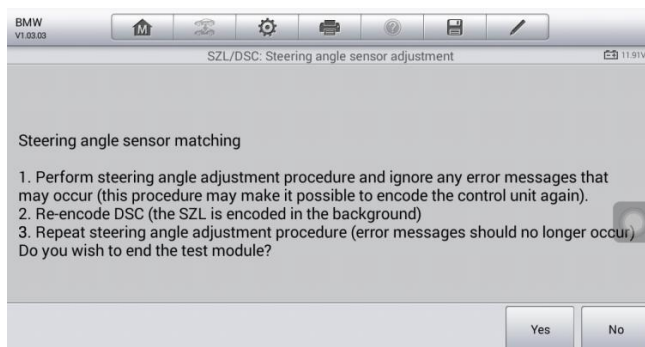 BMW
V1.03.03
M
SZL/DSC: Steering angle sensor adjustment
11.91V
Steering angle sensor matching
1. Perform steering angle adjustment procedure and ignore any error messages that
may occur (this procedure may make it possible to encode the control unit again).
2. Re-encode DSC (the SZL is encoded in the background)
3. Repeat steering angle adjustment procedure (error messages should no longer occur)
Do you wish to end the test module?
Yes
No